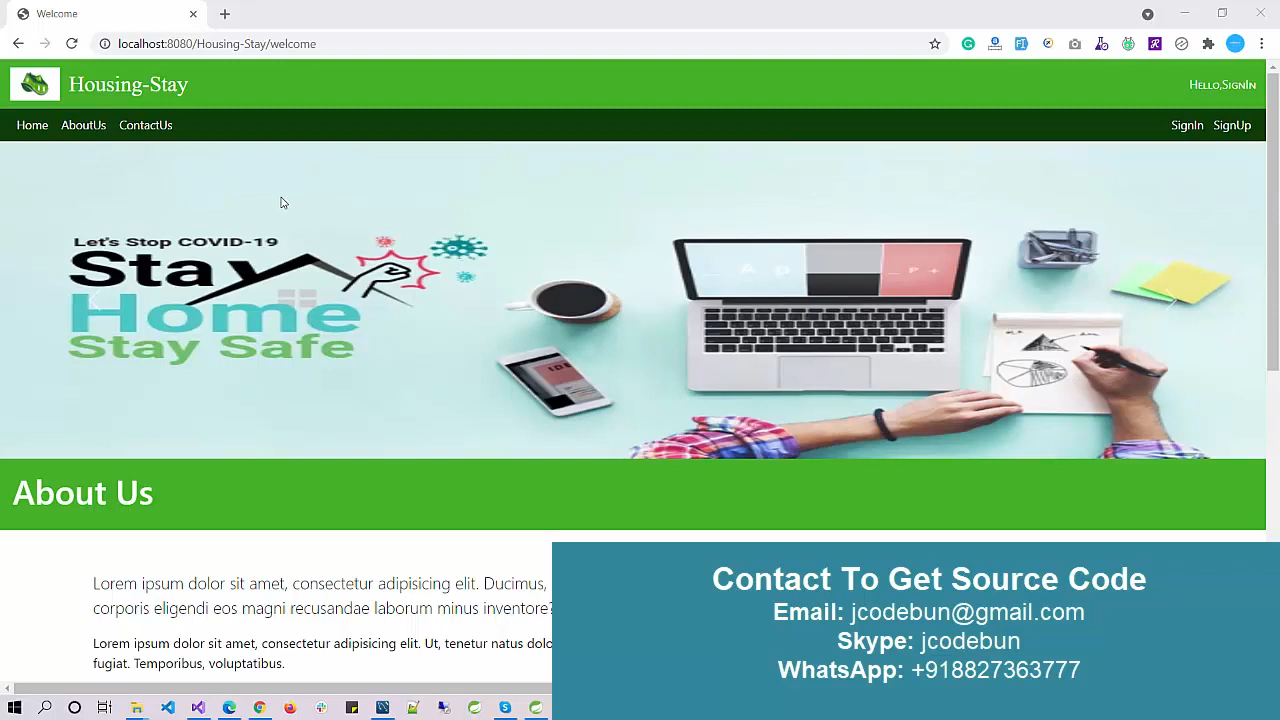 Welcome
localhost:8080/Housing-Stay/welcome
Housing-Stay
Hello,SignIn
Home AboutUs ContactUs
SignIn SignUp
Let's Stop COVID-19
Stay
Home
Stay Safe
About Us
Lorem ipsum dolor sit amet, consectetur adipisicing elit. Ducimus,
corporis eligendi eos magni recusandae laborum minus inventore?
Lorem ipsum dolor sit amet, consectetur adipisicing elit. Ut, tenetur natus dolo
fugiat. Temporibus, voluptatibus.
Contact To Get Source Code
Email: jcodebun@gmail.com
Skype: jcodebun
WhatsApp: +918827363777